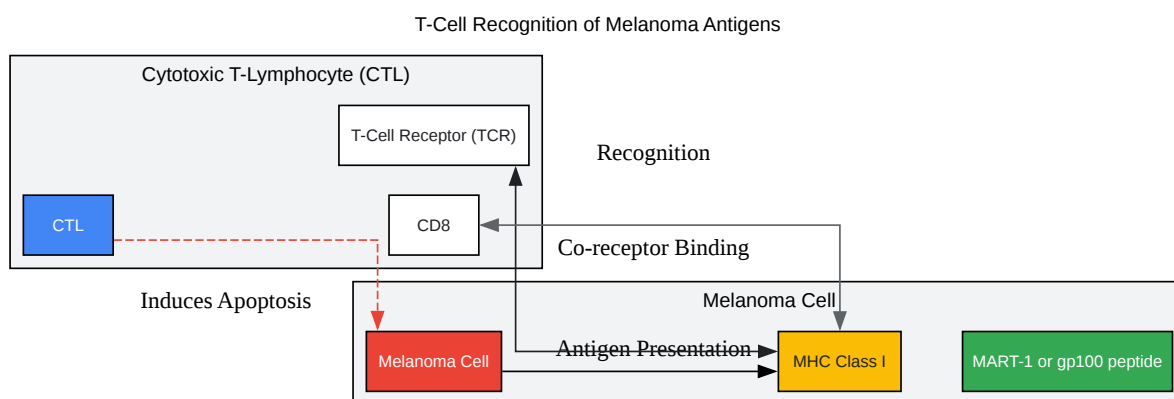 T-Cell Recognition of Melanoma Antigens
Cytotoxic T-Lymphocyte (CTL)
T-Cell Receptor (TCR)
Recognition
CTL
CD8
Co-receptor Binding
Induces Apoptosis
Melanoma Cell
Melanoma Cell
Antigen Presentation
MHC Class I
MART-1 or gp100 peptide